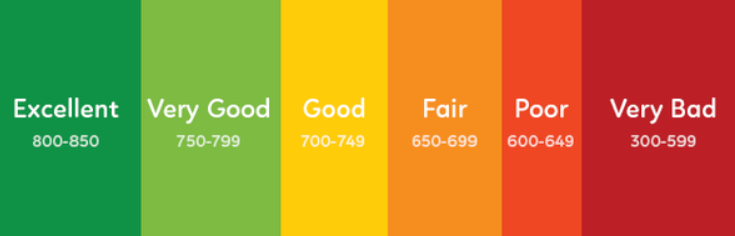 Excellent
800-850
Very Good
750-799
Good
700-749
Fair
650-699
Poor
600-649
Very Bad
300-599